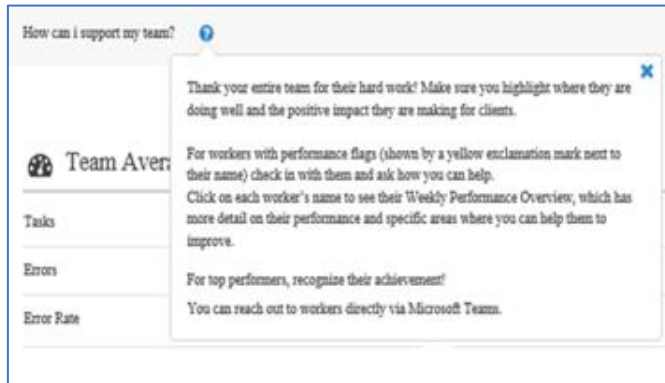 How can i support my team?
Thank your entire team for their hard work! Make sure you highlight where they are
doing well and the positive impact they are making for clients.
For workers with performance flags (shown by a yellow exclamation mark next to
their name) check in with them and ask how you can help.
Click on each worker's name to see their Weekly Performance Overview, which has
more detail on their performance and specific areas where you can help them to
improve.
For top performers, recognize their achievement!
You can reach out to workers directly via Microsoft Teams.
Team Avera
Tasks
Errors
Error Rate